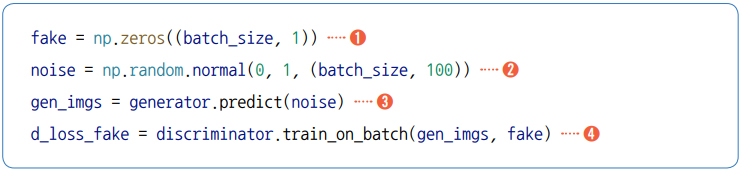 fake = np.zeros((batch_size, 1)) ····· ❶
noise = np.random.normal(0, 1, (batch_size, 100)) ····· ❷
gen_imgs = generator.predict(noise) ····· ❸
d_loss_fake = discriminator.train_on_batch(gen_imgs, fake) ····· ❹